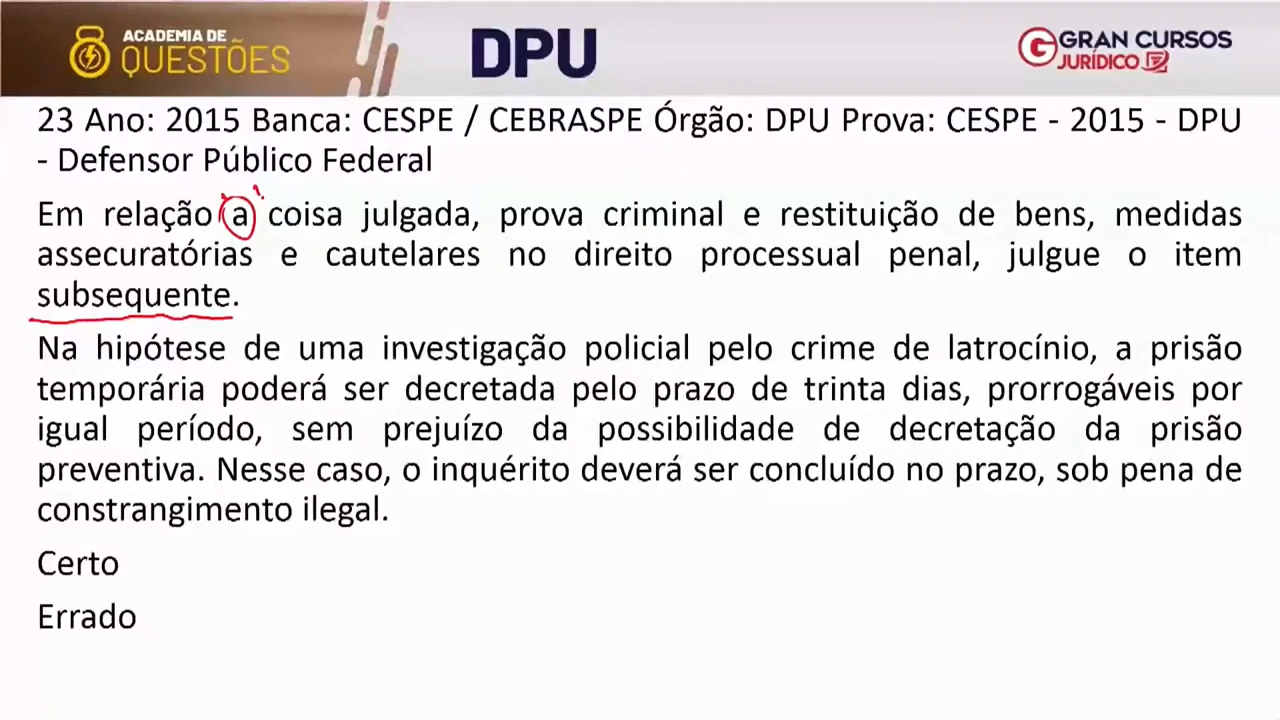 ACADEMIA DE
QUESTÕES
DPU
GRAN CURSOS
JURÍDICO
23 Ano: 2015 Banca: CESPE / CEBRASPE Órgão: DPU Prova: CESPE - 2015 - DPU
- Defensor Público Federal
Em relação a coisa julgada, prova criminal e restituição de bens, medidas
assecuratórias e cautelares no direito processual penal, julgue o item
subsequente.
Na hipótese de uma investigação policial pelo crime de latrocínio, a prisão
temporária poderá ser decretada pelo prazo de trinta dias, prorrogáveis por
igual período, sem prejuízo da possibilidade de decretação da prisão
preventiva. Nesse caso, o inquérito deverá ser concluído no prazo, sob pena de
constrangimento ilegal.
Certo
Errado